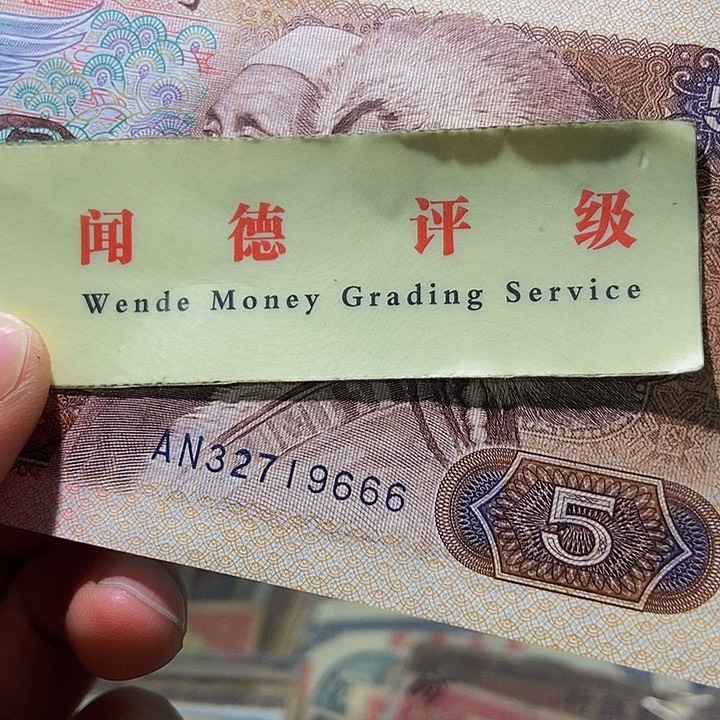 闻德评级
Wende Money Grading Service
AN32719666
5